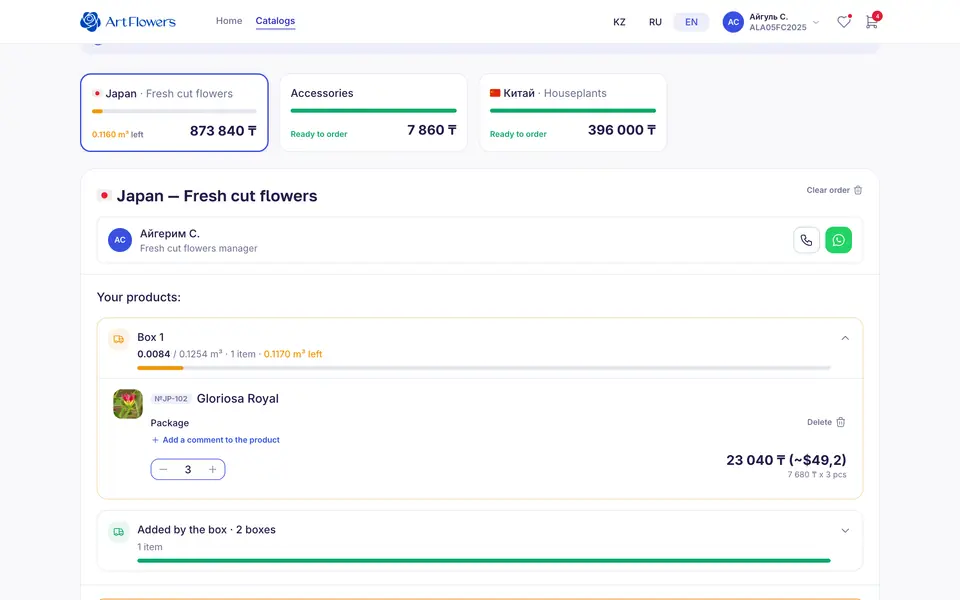 ArtFlowers
Home
Catalogs
KZ
RU
EN
AC
Айгуль С.
ALA05FC2025
4
Japan · Fresh cut flowers
0.1160 m³ left
873 840 ₸
Accessories
Ready to order
7 860 ₸
Китай · Houseplants
Ready to order
396 000 ₸
Japan – Fresh cut flowers
Clear order
AC
Айгерим С.
Fresh cut flowers manager
Your products:
Box 1
0.0084 / 0.1254 m³ · 1 item · 0.1170 m³ left
№JP-102 Gloriosa Royal
Package
Delete
+ Add a comment to the product
— 3 +
23 040 ₸ (~$49,2)
7 680 ₸ x 3 pcs
Added by the box · 2 boxes
1 item